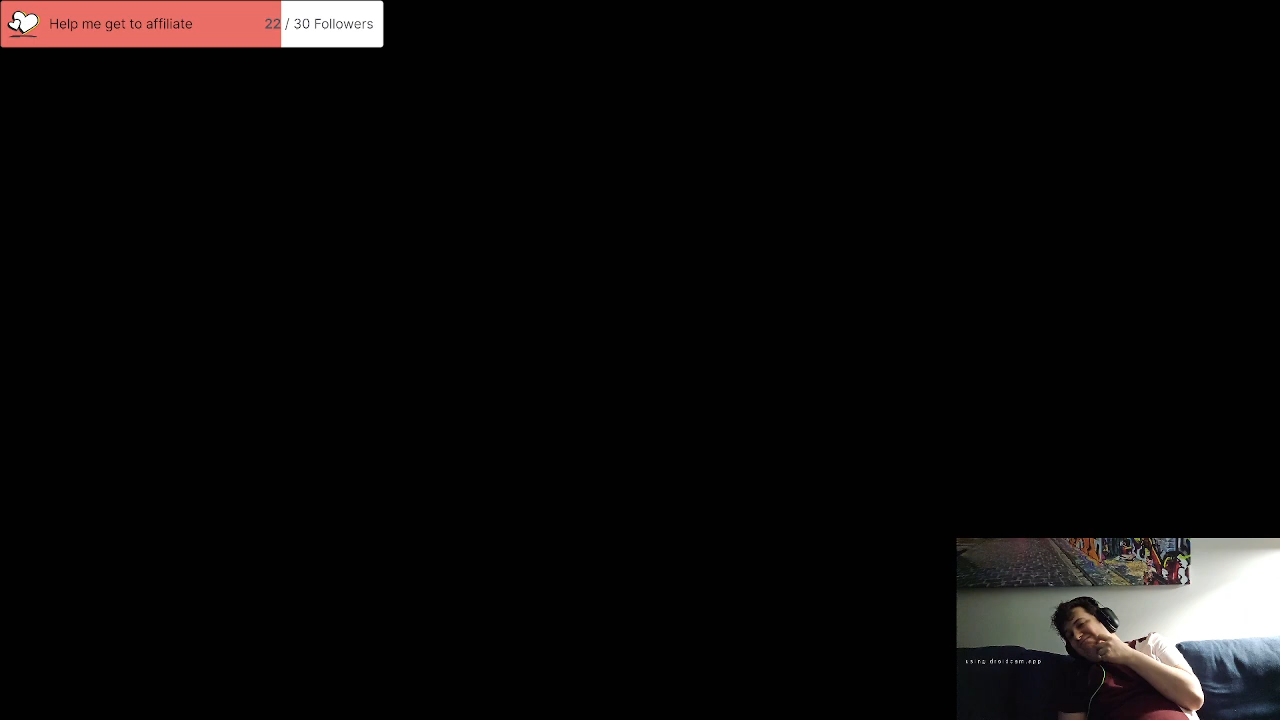 Help me get to affiliate 22 / 30 Followers
using droidcam.app